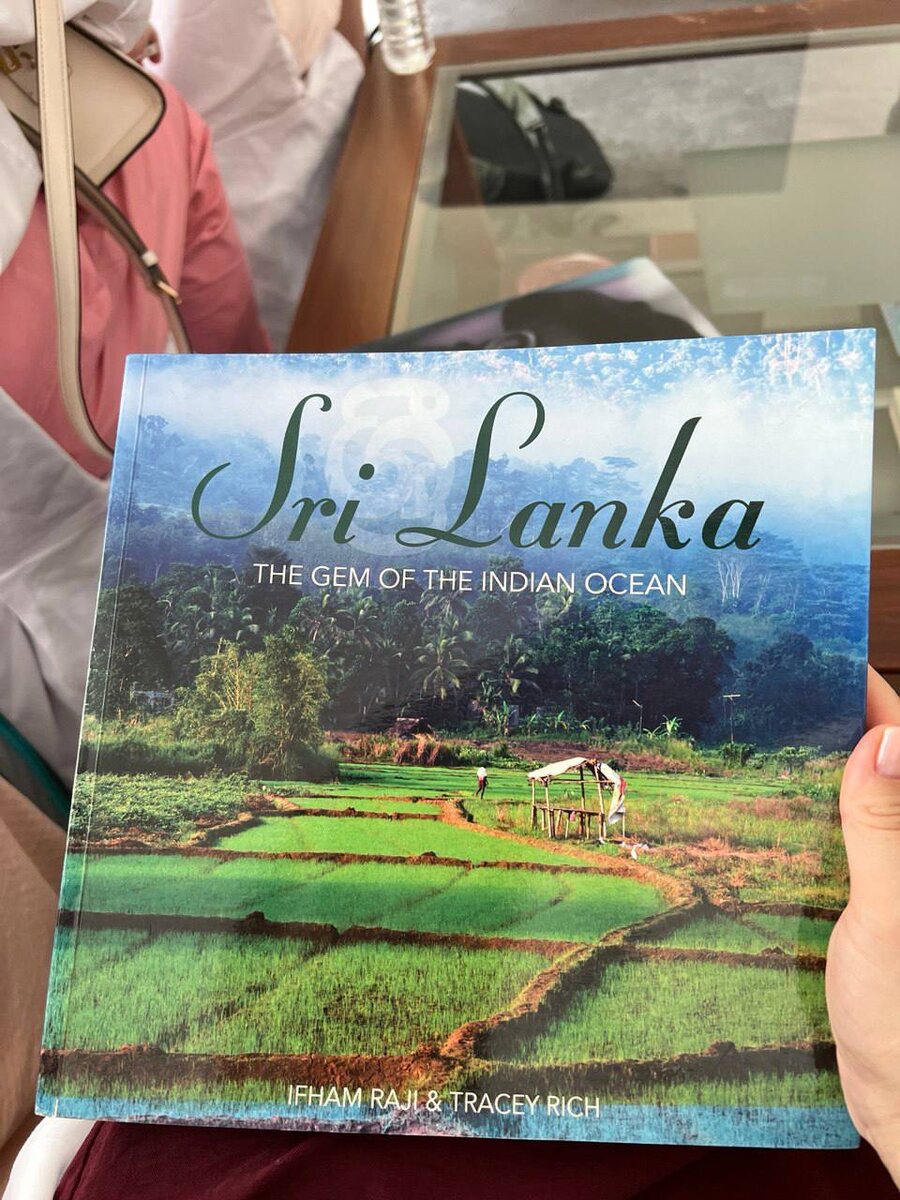 Sri Lanka
THE GEM OF THE INDIAN OCEAN
IFHAM RAJI & TRACEY RICH